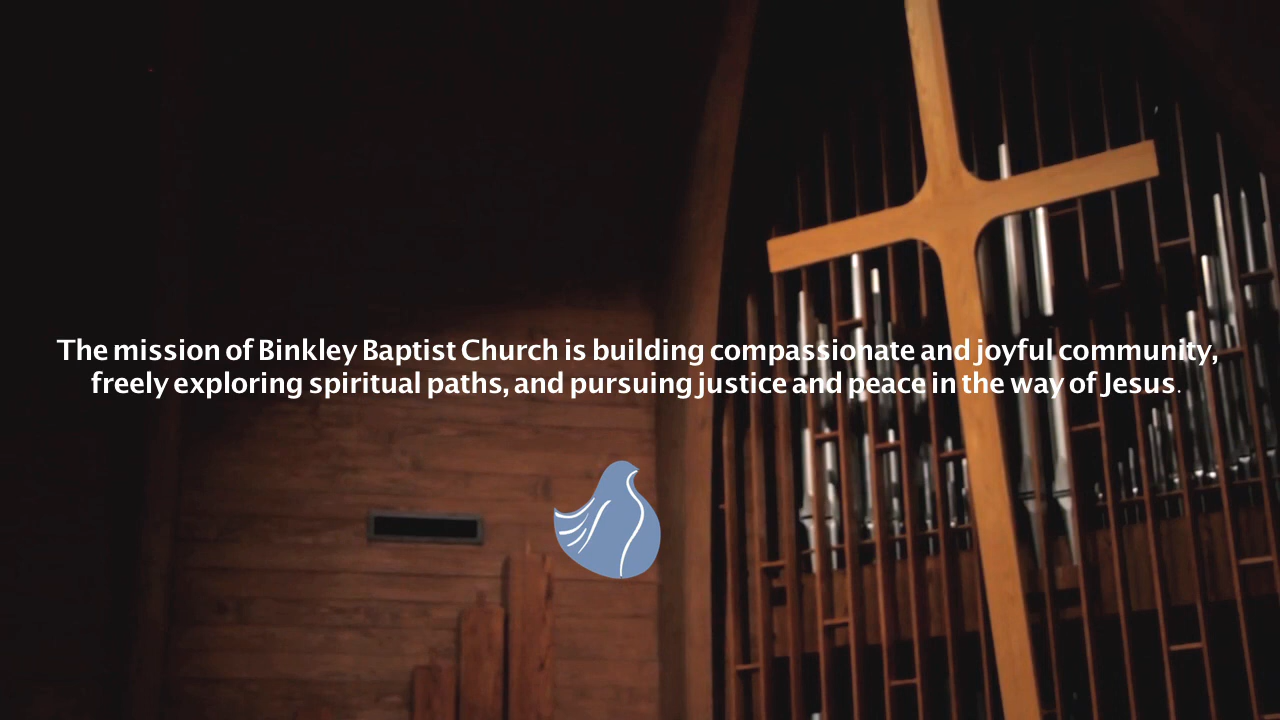 The mission of Binkley Baptist Church is building compassionate and joyful community,
freely exploring spiritual paths, and pursuing justice and peace in the way of Jesus.